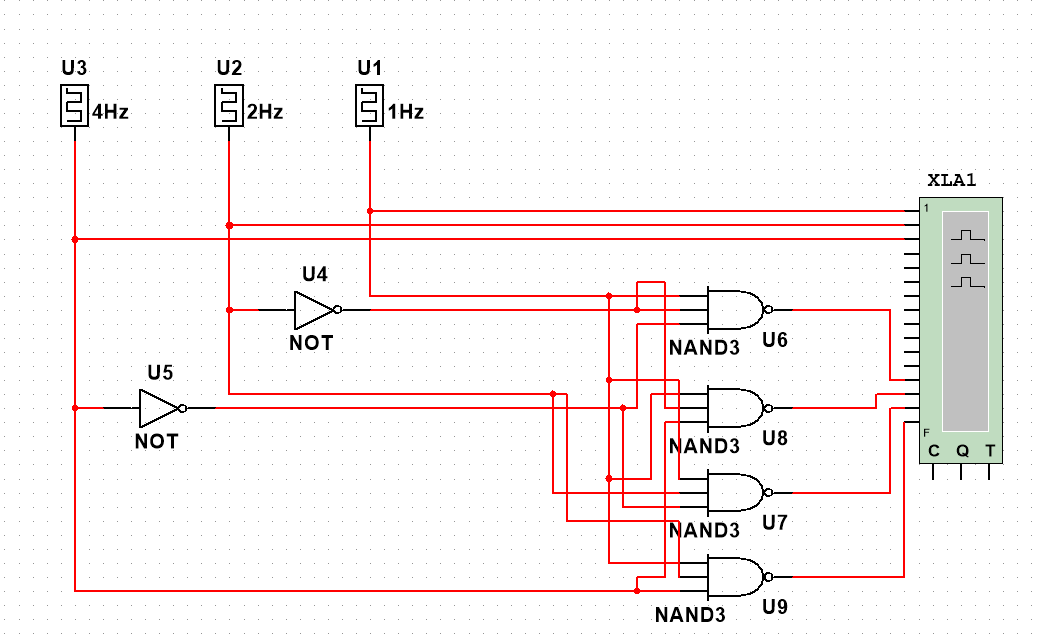 U3
U2
U1
4Hz
2Hz
1Hz
XLA1
1
U4
NOT
U6
NAND3
U5
NOT
U8
NAND3
F
C Q T
U7
NAND3
U9
NAND3